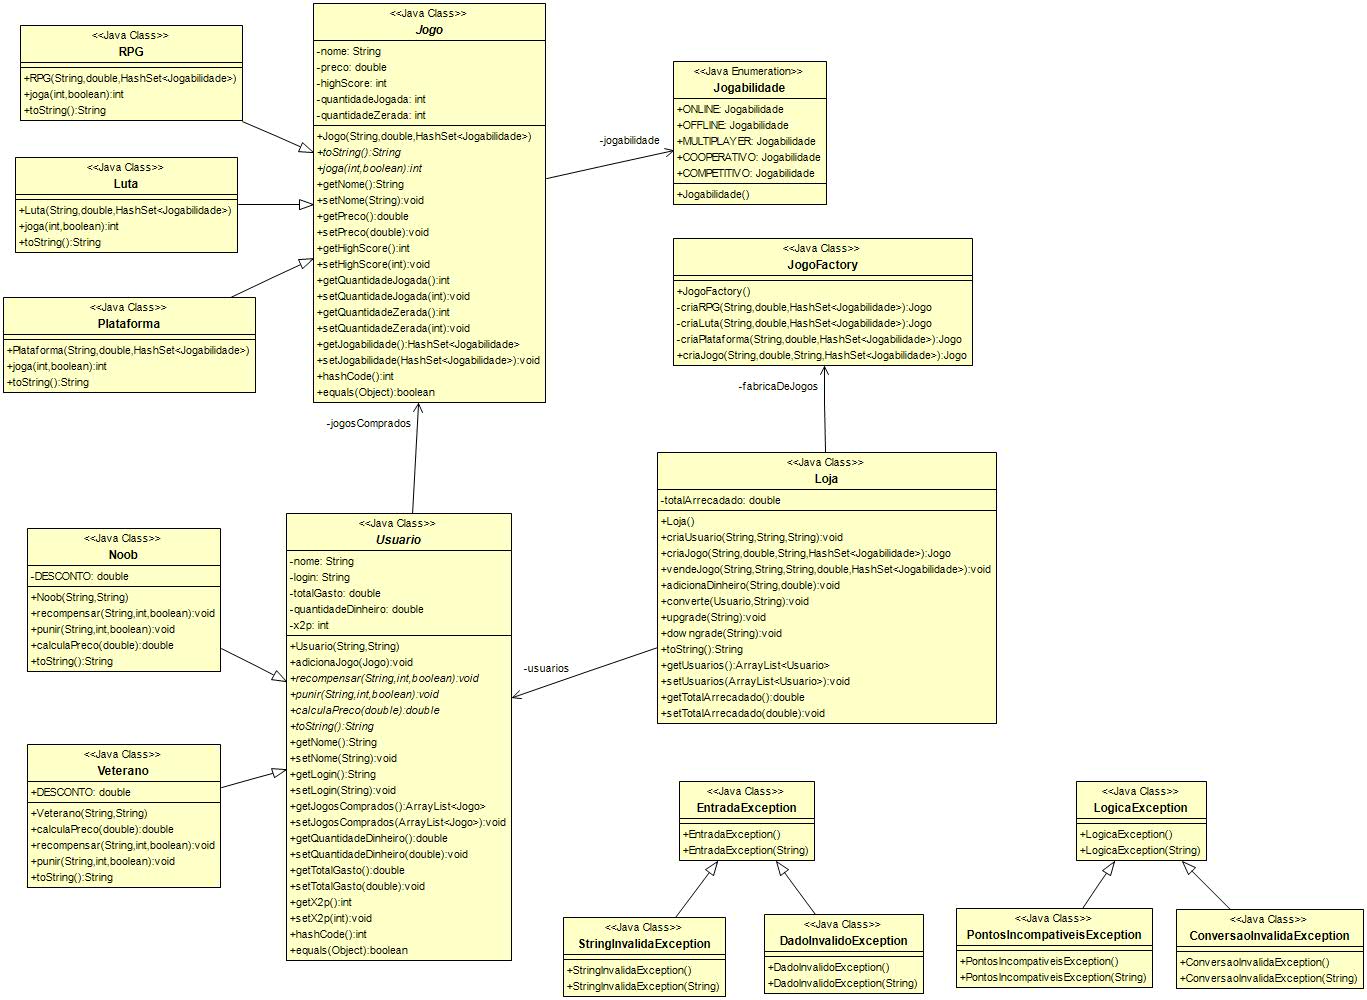 <<Java Class>>
RPG
+RPG(String,double,HashSet<Jogabilidade>)
+joga(int,boolean):int
+toString():String
<<Java Class>>
Luta
+Luta(String,double,HashSet<Jogabilidade>)
+joga(int,boolean):int
+toString():String
<<Java Class>>
Plataforma
+Plataforma(String,double,HashSet<Jogabilidade>)
+joga(int,boolean):int
+toString():String
<<Java Class>>
Jogo
-nome: String
-preco: double
-highScore: int
-quantidadeJogada: int
-quantidadeZerada: int
+Jogo(String,double,HashSet<Jogabilidade>)
+toString():String
+joga(int,boolean):int
+getNome():String
+setNome(String):void
+getPreco():double
+setPreco(double):void
+getHighScore():int
+setHighScore(int):void
+getQuantidadeJogada():int
+setQuantidadeJogada(int):void
+getQuantidadeZerada():int
+setQuantidadeZerada(int):void
+getJogabilidade():HashSet<Jogabilidade>
+setJogabilidade(HashSet<Jogabilidade>):void
+hashCode():int
+equals(Object):boolean
-jogabilidade
<<Java Enumeration>>
Jogabilidade
+ONLINE: Jogabilidade
+OFFLINE: Jogabilidade
+MULTIPLAYER: Jogabilidade
+COOPERATIVO: Jogabilidade
+COMPETITIVO: Jogabilidade
+Jogabilidade()
<<Java Class>>
JogoFactory
+JogoFactory()
-criaRPG(String,double,HashSet<Jogabilidade>):Jogo
-criaLuta(String,double,HashSet<Jogabilidade>):Jogo
-criaPlataforma(String,double,HashSet<Jogabilidade>):Jogo
+criaJogo(String,double,String,HashSet<Jogabilidade>):Jogo
-fabricaDeJogos
-jogosComprados
<<Java Class>>
Loja
-totalArrecadado: double
+Loja()
+criaUsuario(String,String,String):void
+criaJogo(String,double,String,HashSet<Jogabilidade>):Jogo
+vendeJogo(String,String,String,double,HashSet<Jogabilidade>):void
+adicionaDinheiro(String,double):void
+converte(Usuario,String):void
+upgrade(String):void
+downgrade(String):void
+toString():String
+getUsuarios():ArrayList<Usuario>
+setUsuarios(ArrayList<Usuario>):void
+getTotalArrecadado():double
+setTotalArrecadado(double):void
-usuarios
<<Java Class>>
Noob
-DESCONTO: double
+Noob(String,String)
+recompensar(String,int,boolean):void
+punir(String,int,boolean):void
+calculaPreco(double):double
+toString():String
<<Java Class>>
Veterano
+DESCONTO: double
+Veterano(String,String)
+calculaPreco(double):double
+recompensar(String,int,boolean):void
+punir(String,int,boolean):void
+toString():String
<<Java Class>>
Usuario
-nome: String
-login: String
-totalGasto: double
-quantidadeDinheiro: double
-x2p: int
+Usuario(String,String)
+adicionaJogo(Jogo):void
+recompensar(String,int,boolean):void
+punir(String,int,boolean):void
+calculaPreco(double):double
+toString():String
+getNome():String
+setNome(String):void
+getLogin():String
+setLogin(String):void
+getJogosComprados():ArrayList<Jogo>
+setJogosComprados(ArrayList<Jogo>):void
+getQuantidadeDinheiro():double
+setQuantidadeDinheiro(double):void
+getTotalGasto():double
+setTotalGasto(double):void
+getX2p():int
+setX2p(int):void
+hashCode():int
+equals(Object):boolean
<<Java Class>>
EntradaException
+EntradaException()
+EntradaException(String)
<<Java Class>>
LogicaException
+LogicaException()
+LogicaException(String)
<<Java Class>>
StringInvalidaException
+StringInvalidaException()
+StringInvalidaException(String)
<<Java Class>>
DadoInvalidoException
+DadoInvalidoException()
+DadoInvalidoException(String)
<<Java Class>>
PontosIncompativeisException
+PontosIncompativeisException()
+PontosIncompativeisException(String)
<<Java Class>>
ConversaoInvalidaException
+ConversaoInvalidaException()
+ConversaoInvalidaException(String)